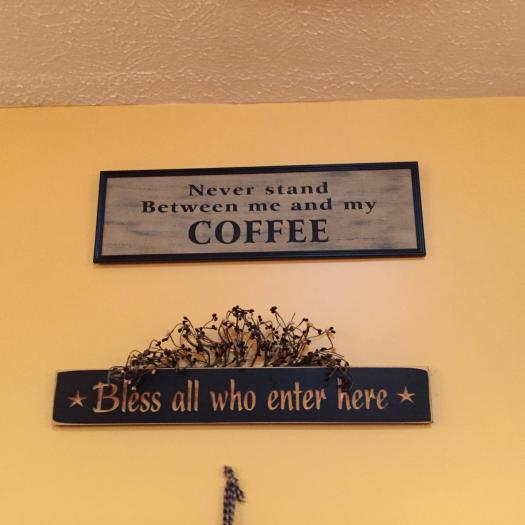 Never stand
Between me and my
COFFEE
Bless all who enter here